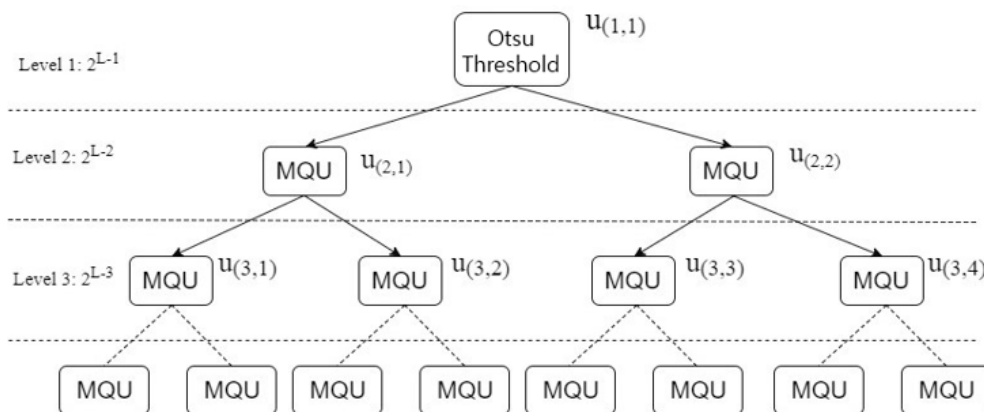 Otsu
Threshold
u(1,1)
Level 1: 2^L-1
Level 2: 2^L-2
MQU
u(2,1)
MQU
u(2,2)
Level 3: 2^L-3
MQU
u(3,1)
MQU
u(3,2)
MQU
u(3,3)
MQU
u(3,4)
MQU
MQU
MQU
MQU
MQU
MQU
MQU
MQU